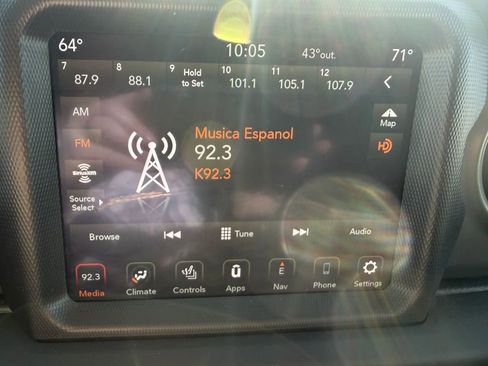 64° 10:05 43°out. 71°
7 8 9 Hold to Set 10 11 12
87.9 88.1 101.1 105.1 107.9
AM
Map
FM
Musica Espanol
HD
92.3
SiriusXM
K92.3
Source
Select
Browse Tune Audio
92.3 E
Media Climate Controls Apps Nav Phone Settings